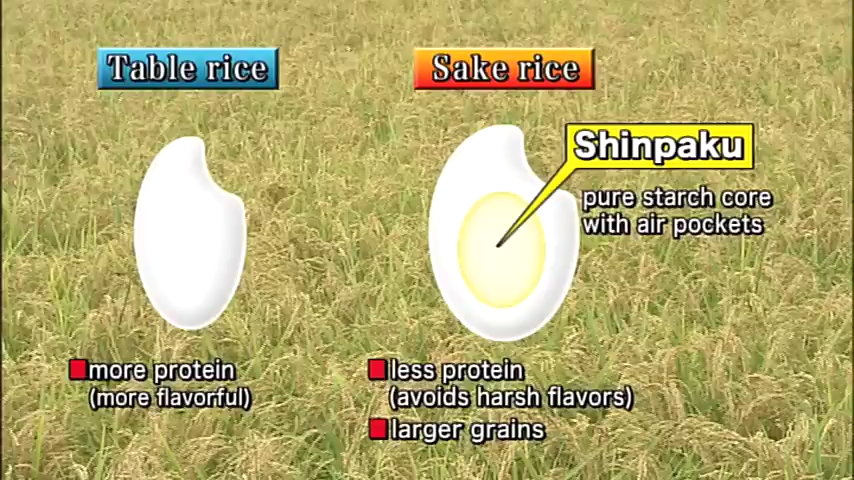 Table rice
Sake rice
Shinpaku
pure starch core
with air pockets
more protein
(more flavorful)
less protein
(avoids harsh flavors)
larger grains